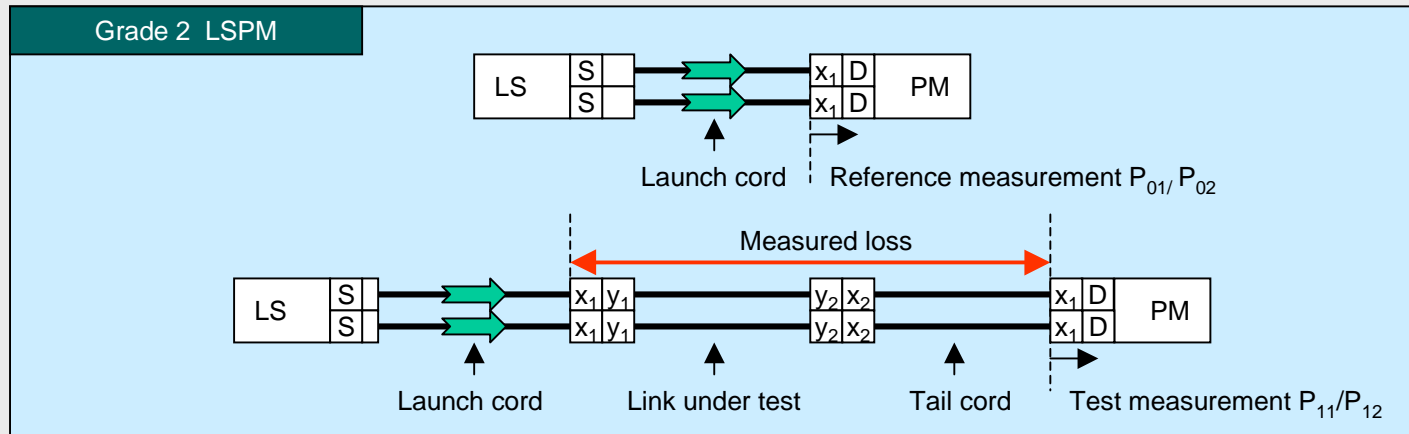 Grade 2 LSPM
LS S x₁ D PM
S x₁ D
Launch cord Reference measurement P₀₁/ P₀₂
Measured loss
LS S x₁ y₁ y₂ x₂ x₁ D PM
S x₁ y₁ y₂ x₂ x₁ D
Launch cord Link under test Tail cord Test measurement P₁₁/P₁₂